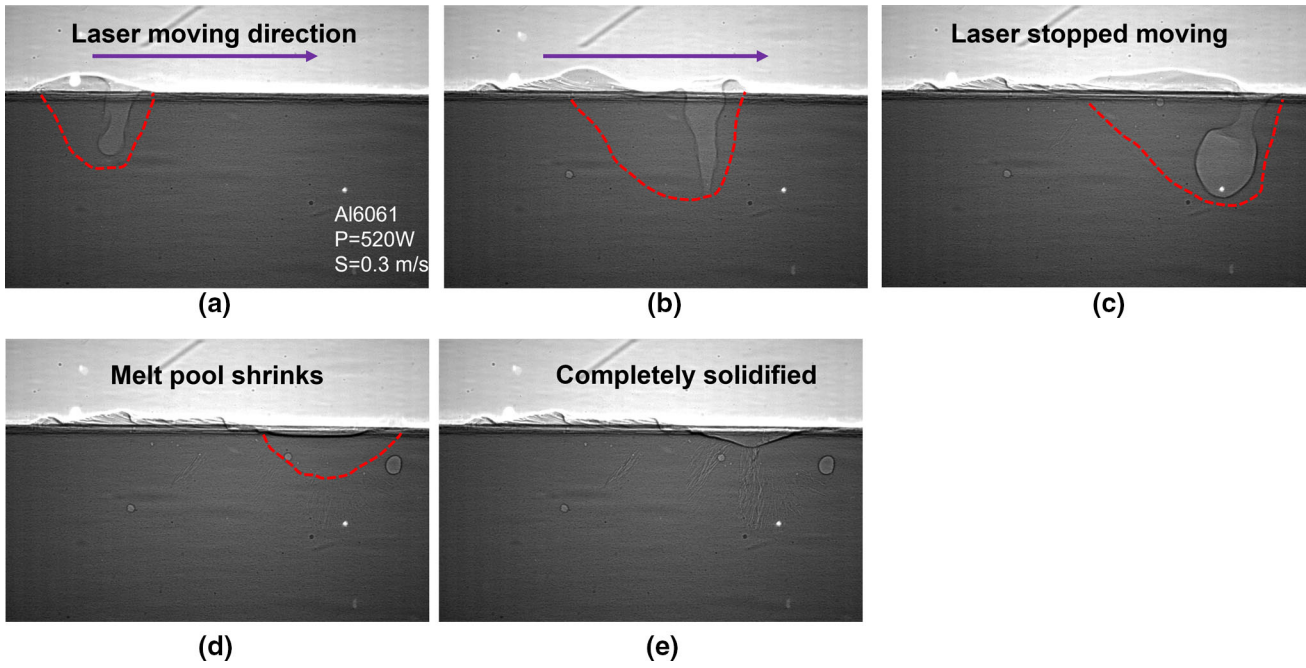 Laser moving direction
Laser stopped moving
Al6061
P=520W
S=0.3 m/s
(a)
(b)
(c)
Melt pool shrinks
Completely solidified
(d)
(e)